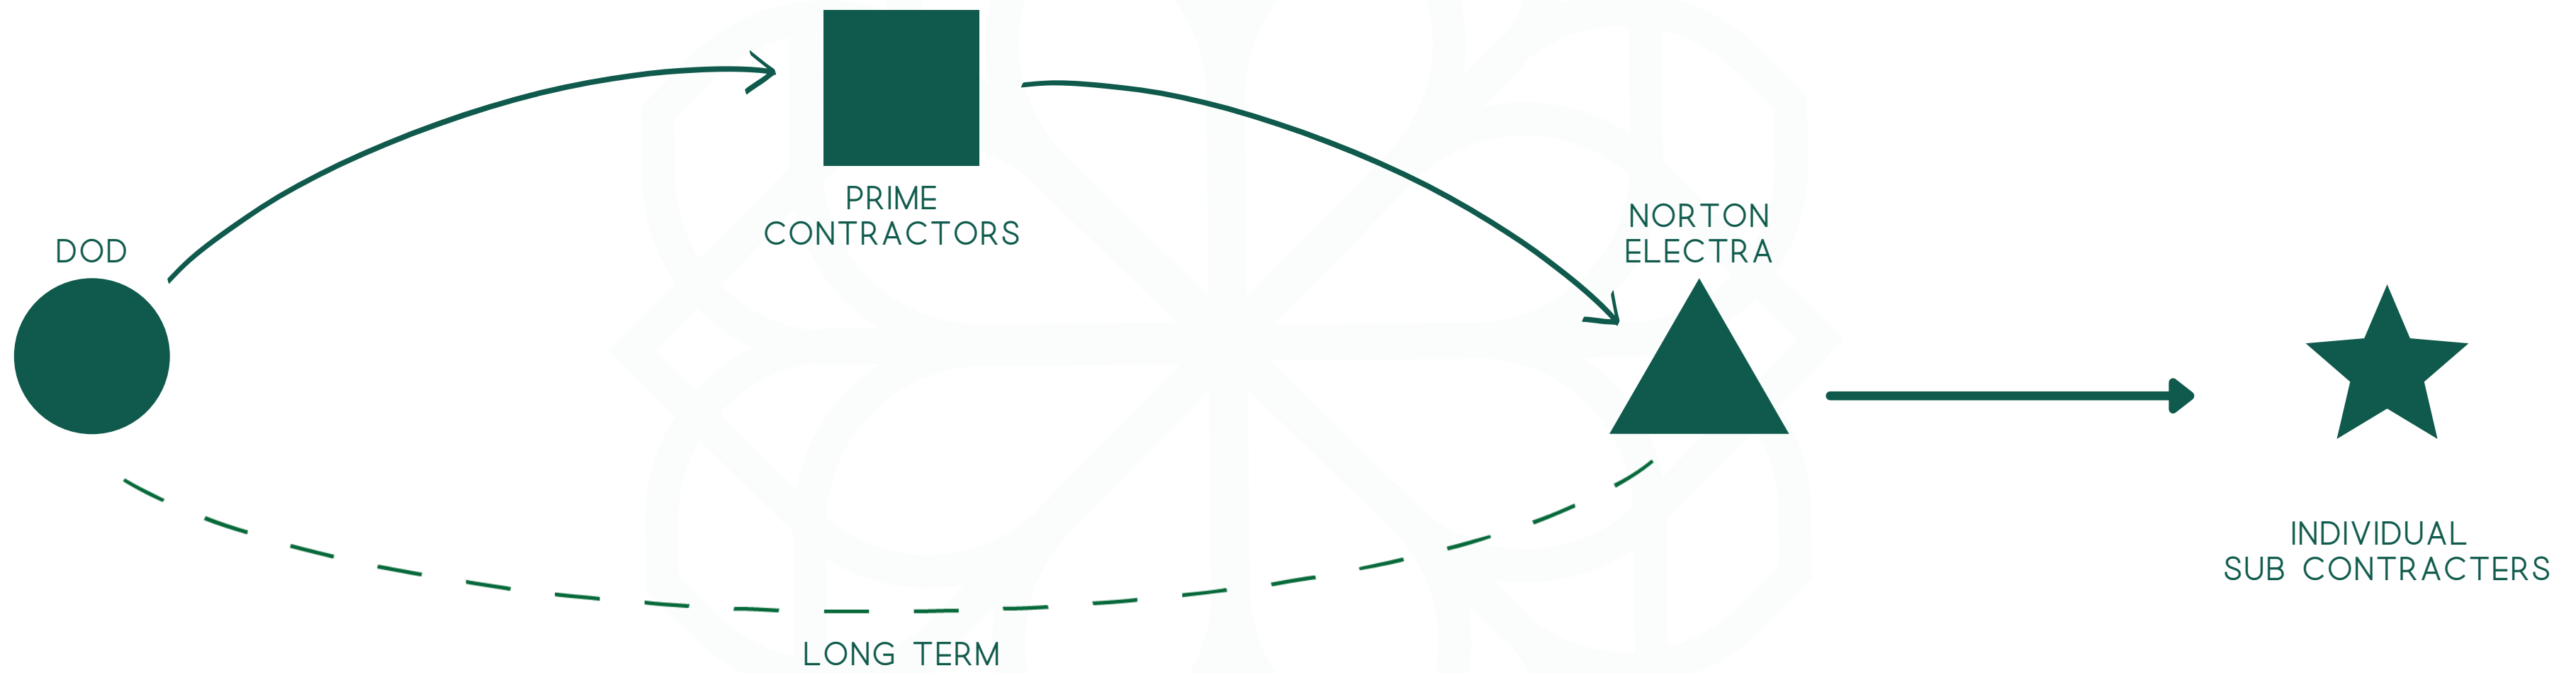 DOD
PRIME
CONTRACTORS
NORTON
ELECTRA
INDIVIDUAL
SUB CONTRACTERS
LONG TERM